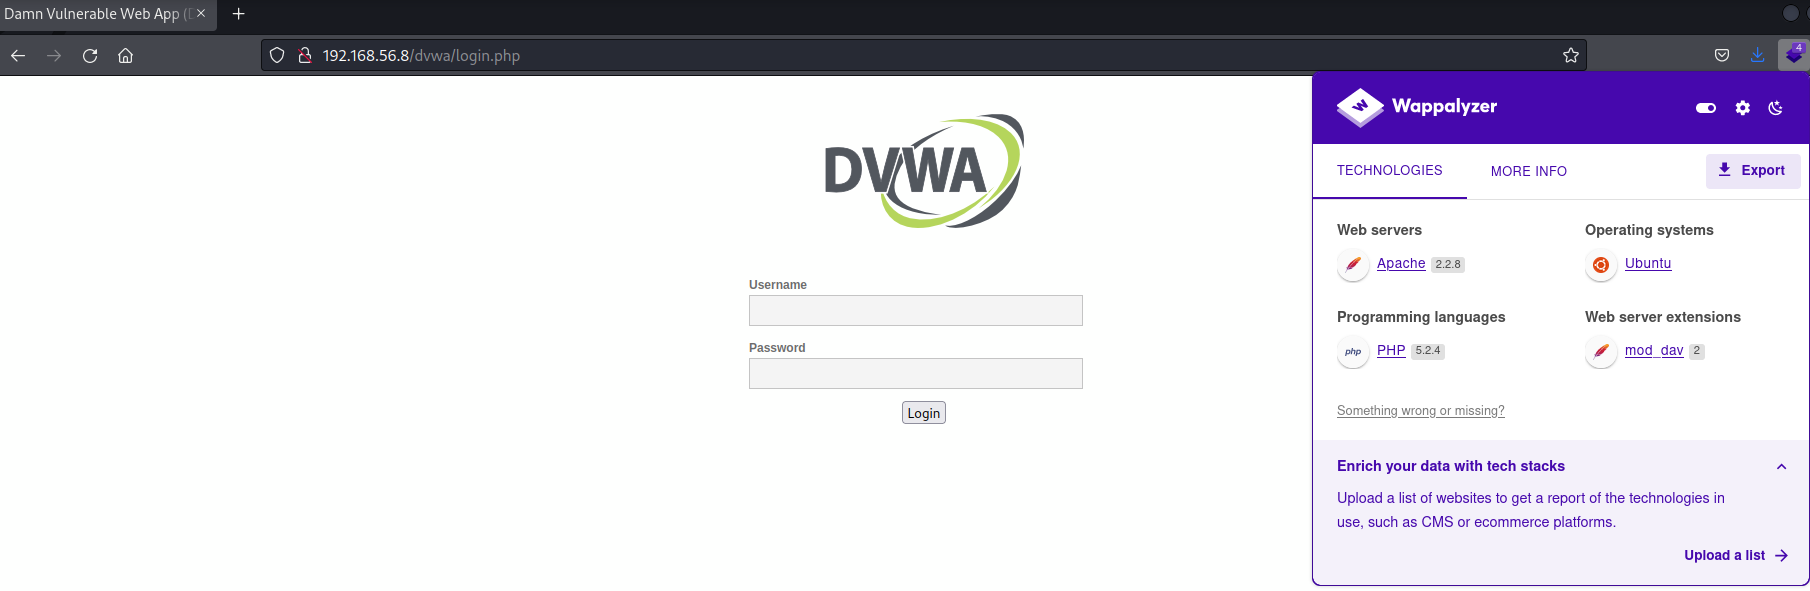 Damn Vulnerable Web App (
192.168.56.8/dvwa/login.php
4
DVWA
Username
Password
Login
W Wappalyzer
TECHNOLOGIES
MORE INFO
Export
Web servers
Apache 2.2.8
Operating systems
Ubuntu
Programming languages
php PHP 5.2.4
Web server extensions
mod_dav 2
Something wrong or missing?
Enrich your data with tech stacks
Upload a list of websites to get a report of the technologies in
use, such as CMS or ecommerce platforms.
Upload a list